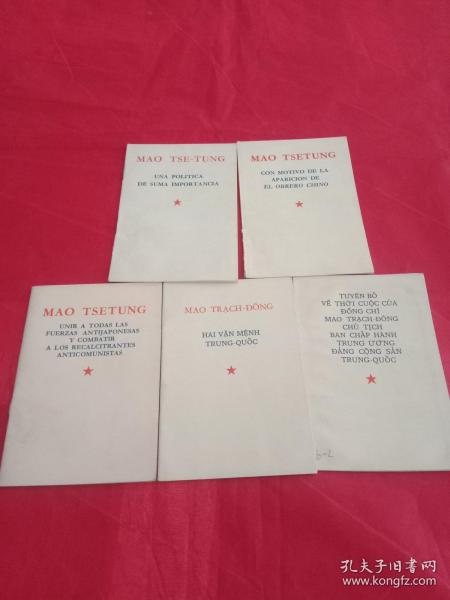 MAO TSE-TUNG
UNA POLITICA
DE SUMA IMPORTANCIA
MAO TSETUNG
CON MOTIVO DE LA
APARICION DE
EL OBRERO CHINO
MAO TSETUNG
UNIR A TODAS LAS
FUERZAS ANTIJAPONESAS
Y COMBATIR
A LOS RECALCITRANTES
ANTICOMUNISTAS
MAO TRẠCH-ĐÔNG
HAI VẬN MỆNH
TRUNG-QUỐC
TUYÊN BỐ
VỀ THỜI CUỘC CỦA
ĐỒNG CHÍ
MAO TRẠCH-ĐÔNG
CHỦ TỊCH
BAN CHẤP HÀNH
TRUNG ƯƠNG
ĐẢNG CỘNG SẢN
TRUNG-QUỐC
6-2
孔夫子旧书网
www.kongfz.com